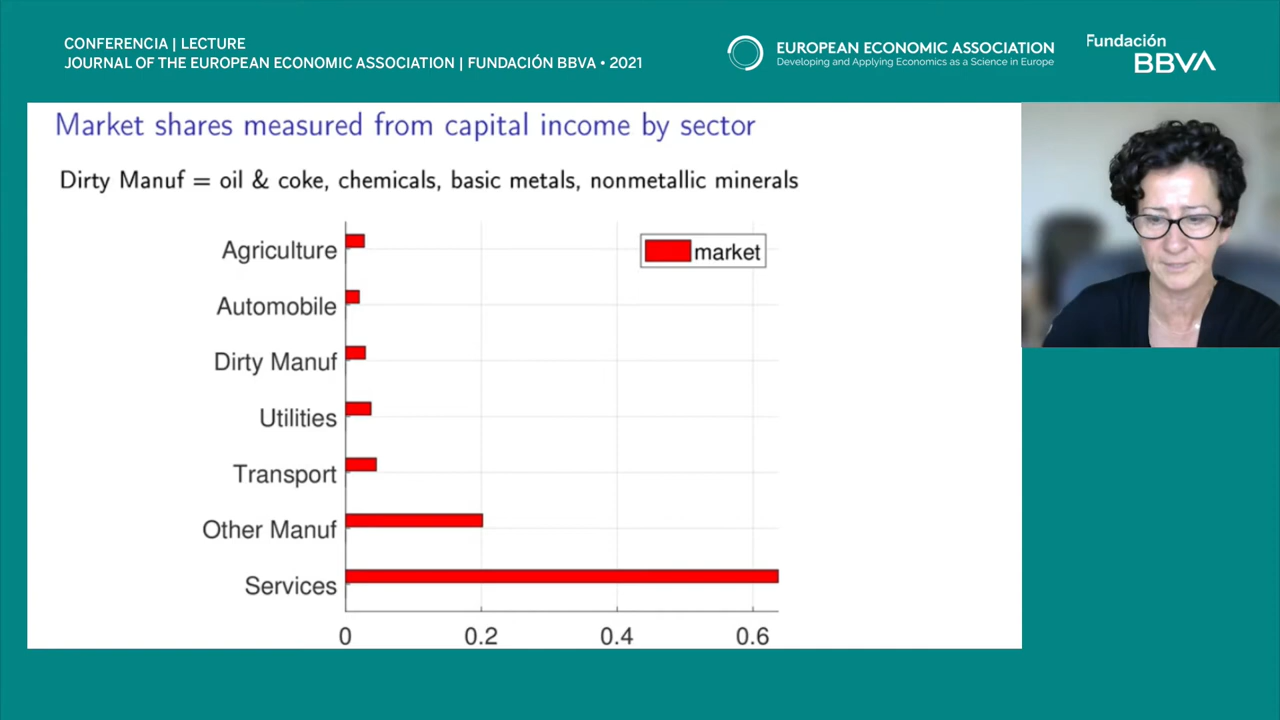 CONFERENCIA | LECTURE
JOURNAL OF THE EUROPEAN ECONOMIC ASSOCIATION | FUNDACIÓN BBVA • 2021
EUROPEAN ECONOMIC ASSOCIATION
Developing and Applying Economics as a Science in Europe
Fundación
BBVA
Market shares measured from capital income by sector
Dirty Manuf = oil & coke, chemicals, basic metals, nonmetallic minerals
market
Agriculture
Automobile
Dirty Manuf
Utilities
Transport
Other Manuf
Services
0 0.2 0.4 0.6